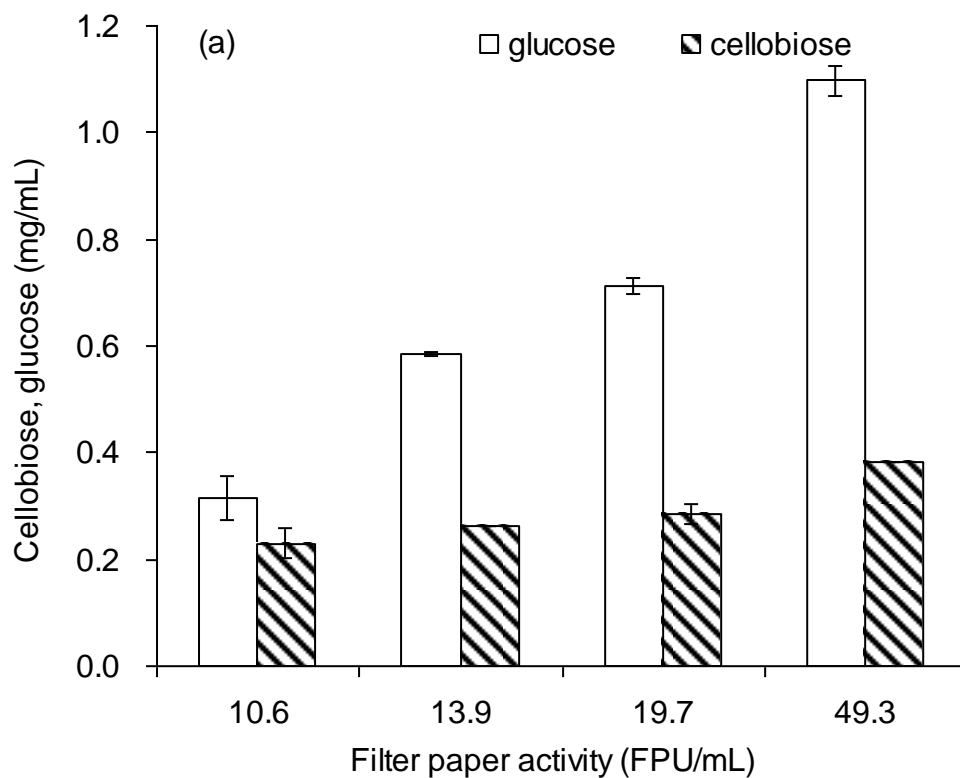 (a) glucose cellobiose
Cellobiose, glucose (mg/mL)
1.2
1.0
0.8
0.6
0.4
0.2
0.0
10.6 13.9 19.7 49.3
Filter paper activity (FPU/mL)